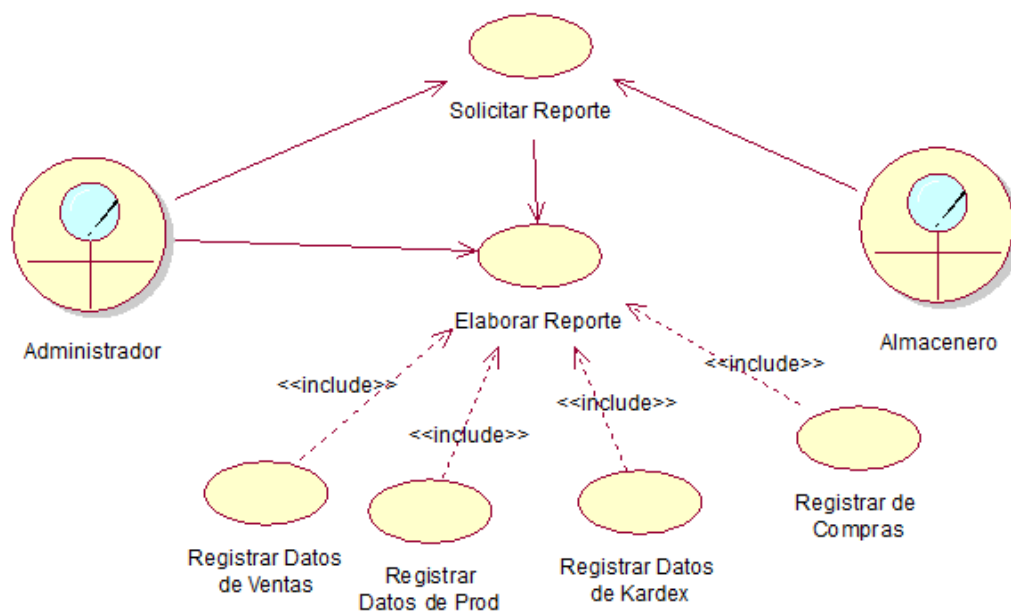 Solicitar Reporte
Administrador
Elaborar Reporte
Almacenero
<<include>>
<<include>>
<<include>>
<<include>>
Registrar Datos
de Ventas
Registrar
Datos de Prod
Registrar Datos
de Kardex
Registrar de
Compras